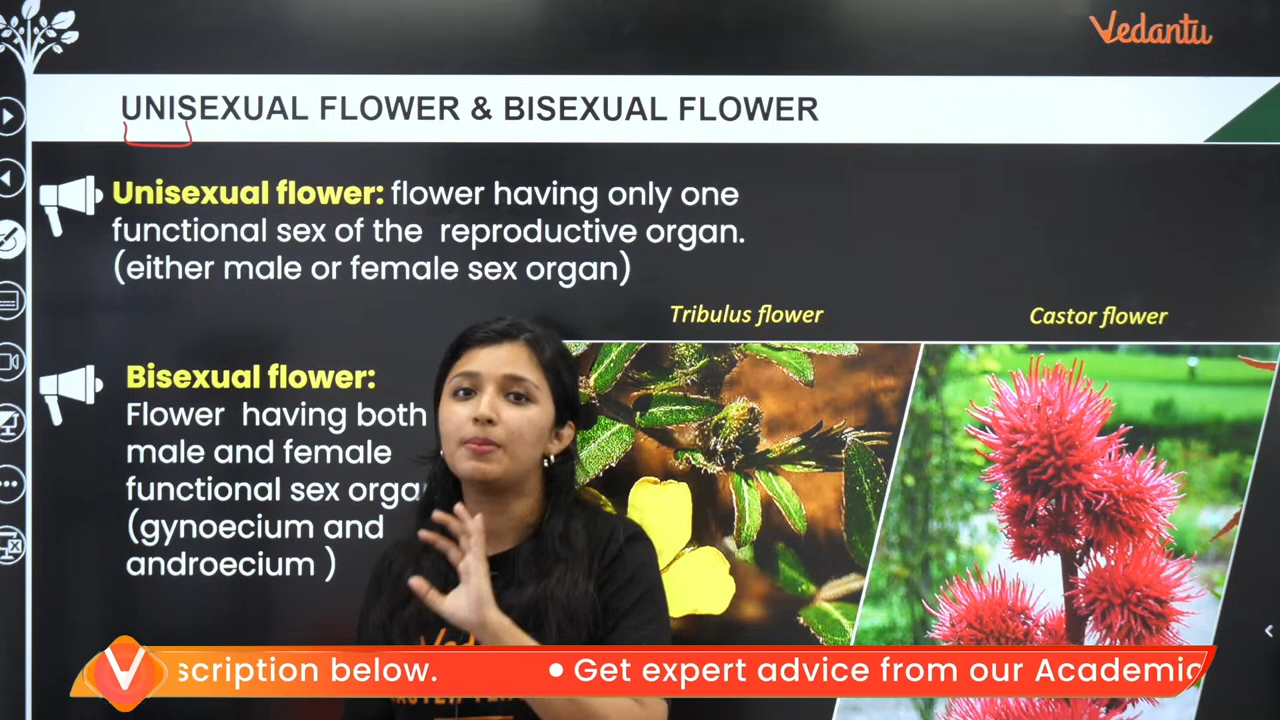 Vedantu
UNISEXUAL FLOWER & BISEXUAL FLOWER
Unisexual flower: flower having only one
functional sex of the reproductive organ.
(either male or female sex organ)
Tribulus flower
Castor flower
Bisexual flower:
Flower having both
male and female
functional sex orga
(gynoecium and
androecium )
scription below. • Get expert advice from our Academic